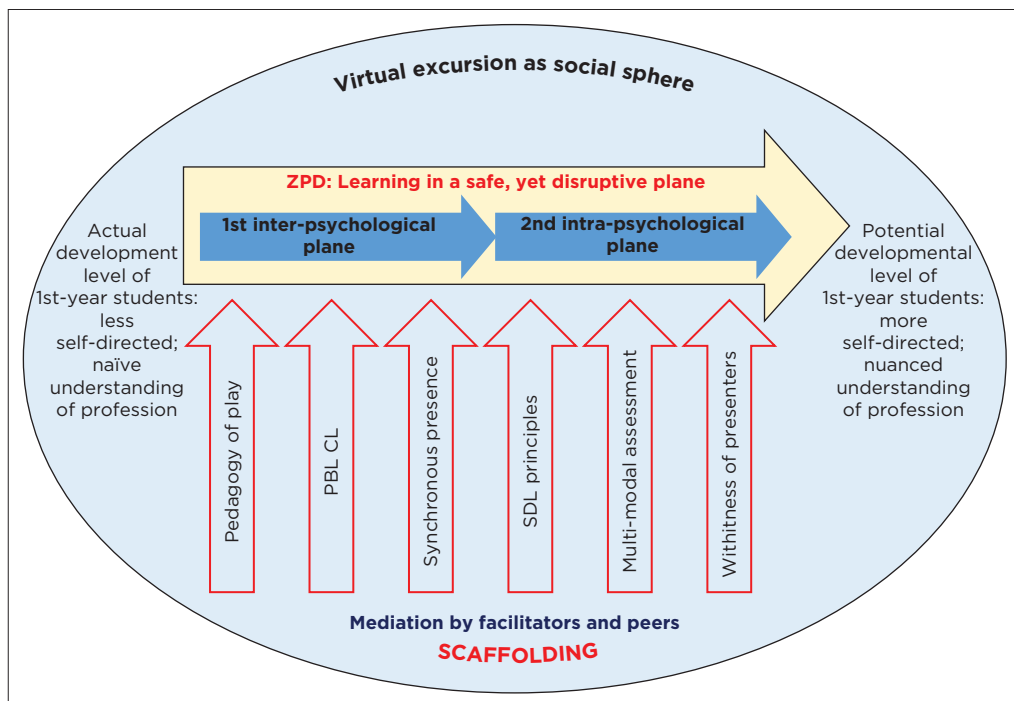 Virtual excursion as social sphere
ZPD: Learning in a safe, yet disruptive plane
1st inter-psychological
plane
2nd intra-psychological
plane
Actual
development
level of
1st-year students:
less
self-directed;
naïve
understanding
of profession
Potential
developmental
level of
1st-year students:
more
self-directed;
nuanced
understanding
of profession
Pedagogy of play
PBL CL
Synchronous presence
SDL principles
Multi-modal assessment
Withitness of presenters
Mediation by facilitators and peers
SCAFFOLDING